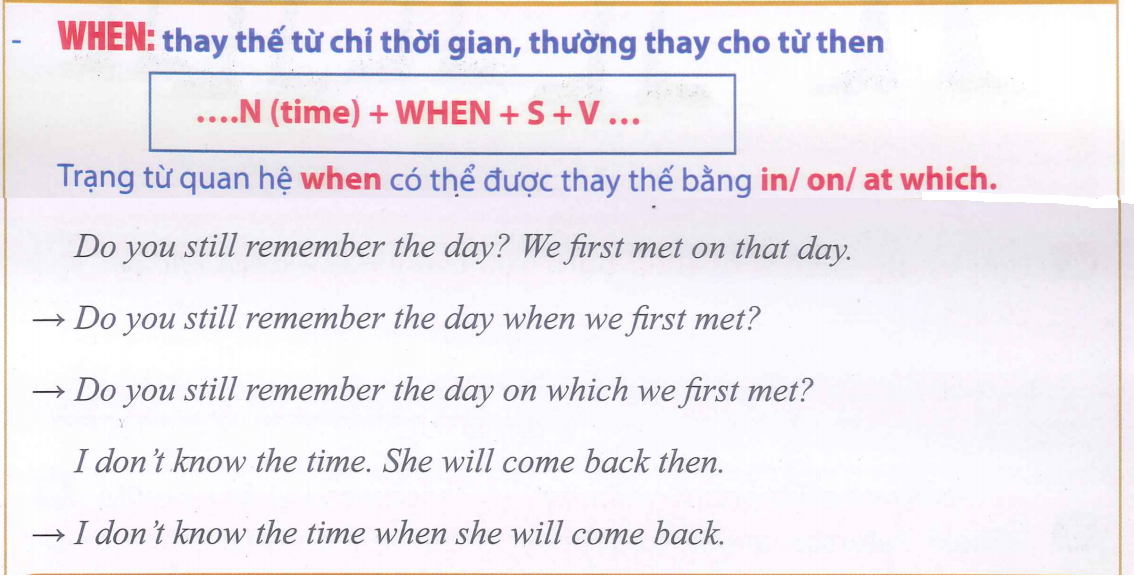 - WHEN: thay thế từ chỉ thời gian, thường thay cho từ then
....N (time) + WHEN + S + V ...
Trạng từ quan hệ when có thể được thay thế bằng in/ on/ at which.
Do you still remember the day? We first met on that day.
→ Do you still remember the day when we first met?
→ Do you still remember the day on which we first met?
I don't know the time. She will come back then.
→ I don't know the time when she will come back.